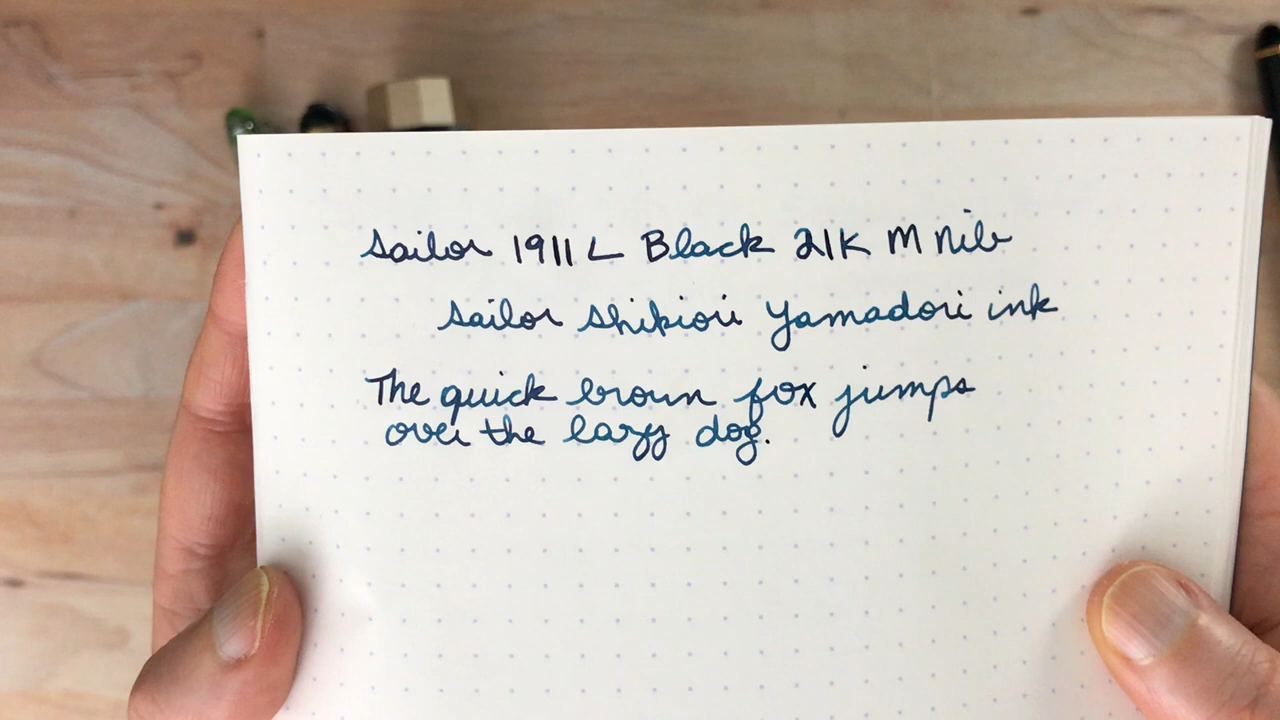 Sailor 1911 L Black 21K M nib
Sailor Shikiori Yamadori ink
The quick brown fox jumps
over the lazy dog.